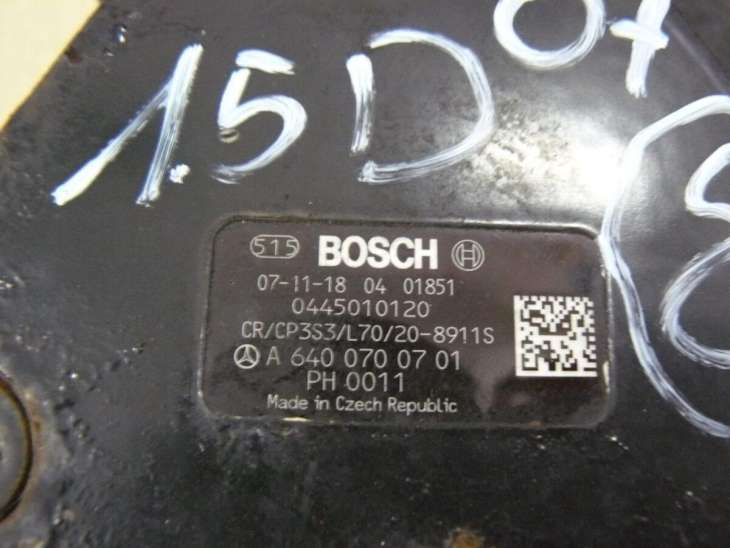 1.5D
07
8
515 BOSCH
07-11-18 04 01851
0445010120
CR/CP3S3/L70/20-8911S
A 640 070 07 01
PH 0011
Made in Czech Republic